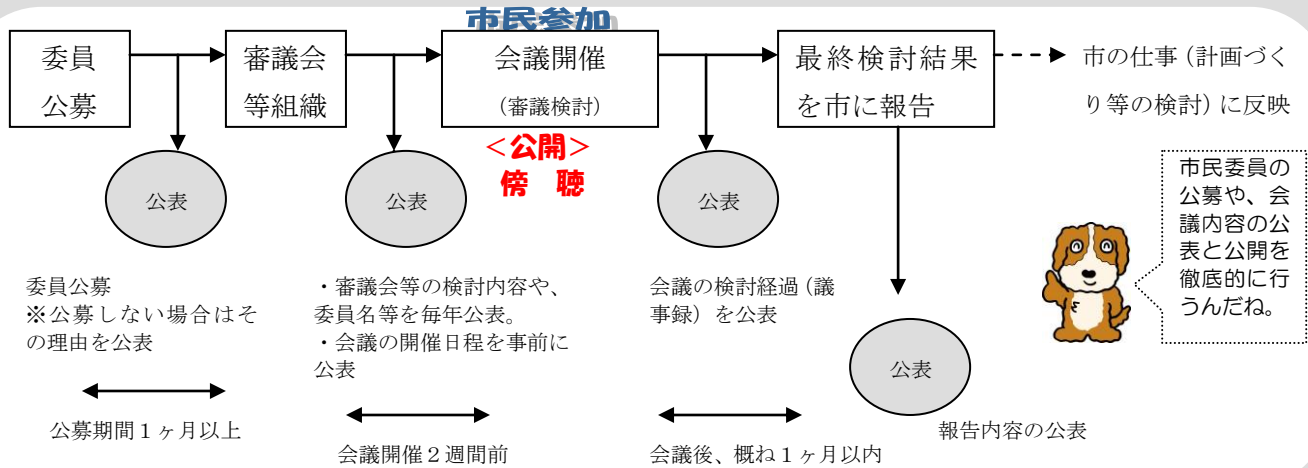 市民参加
委員
公募
審議会
等組織
会議開催
(審議検討)
最終検討結果
を市に報告
市の仕事(計画づく
り等の検討)に反映
<公開>
傍 聴
公表
公表
公表
市民委員の
公募や、会
議内容の公
表と公開を
徹底的に行
うんだね。
委員公募
※公募しない場合はそ
の理由を公表
・審議会等の検討内容や、
委員名等を毎年公表。
・会議の開催日程を事前に
公表
会議の検討経過(議
事録)を公表
公表
公募期間1ヶ月以上
会議開催2週間前
会議後、概ね1ヶ月以内
報告内容の公表